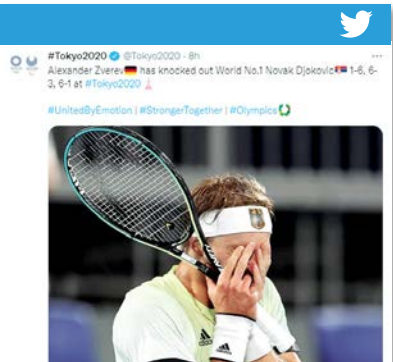 #Tokyo2020 @Tokyo2020 · 8h
Alexander Zverev has knocked out World No.1 Novak Djokovic 1-6, 6-
3, 6-1 at #Tokyo2020
#UnitedByEmotion | #StrongerTogether | #Olympics
adidas